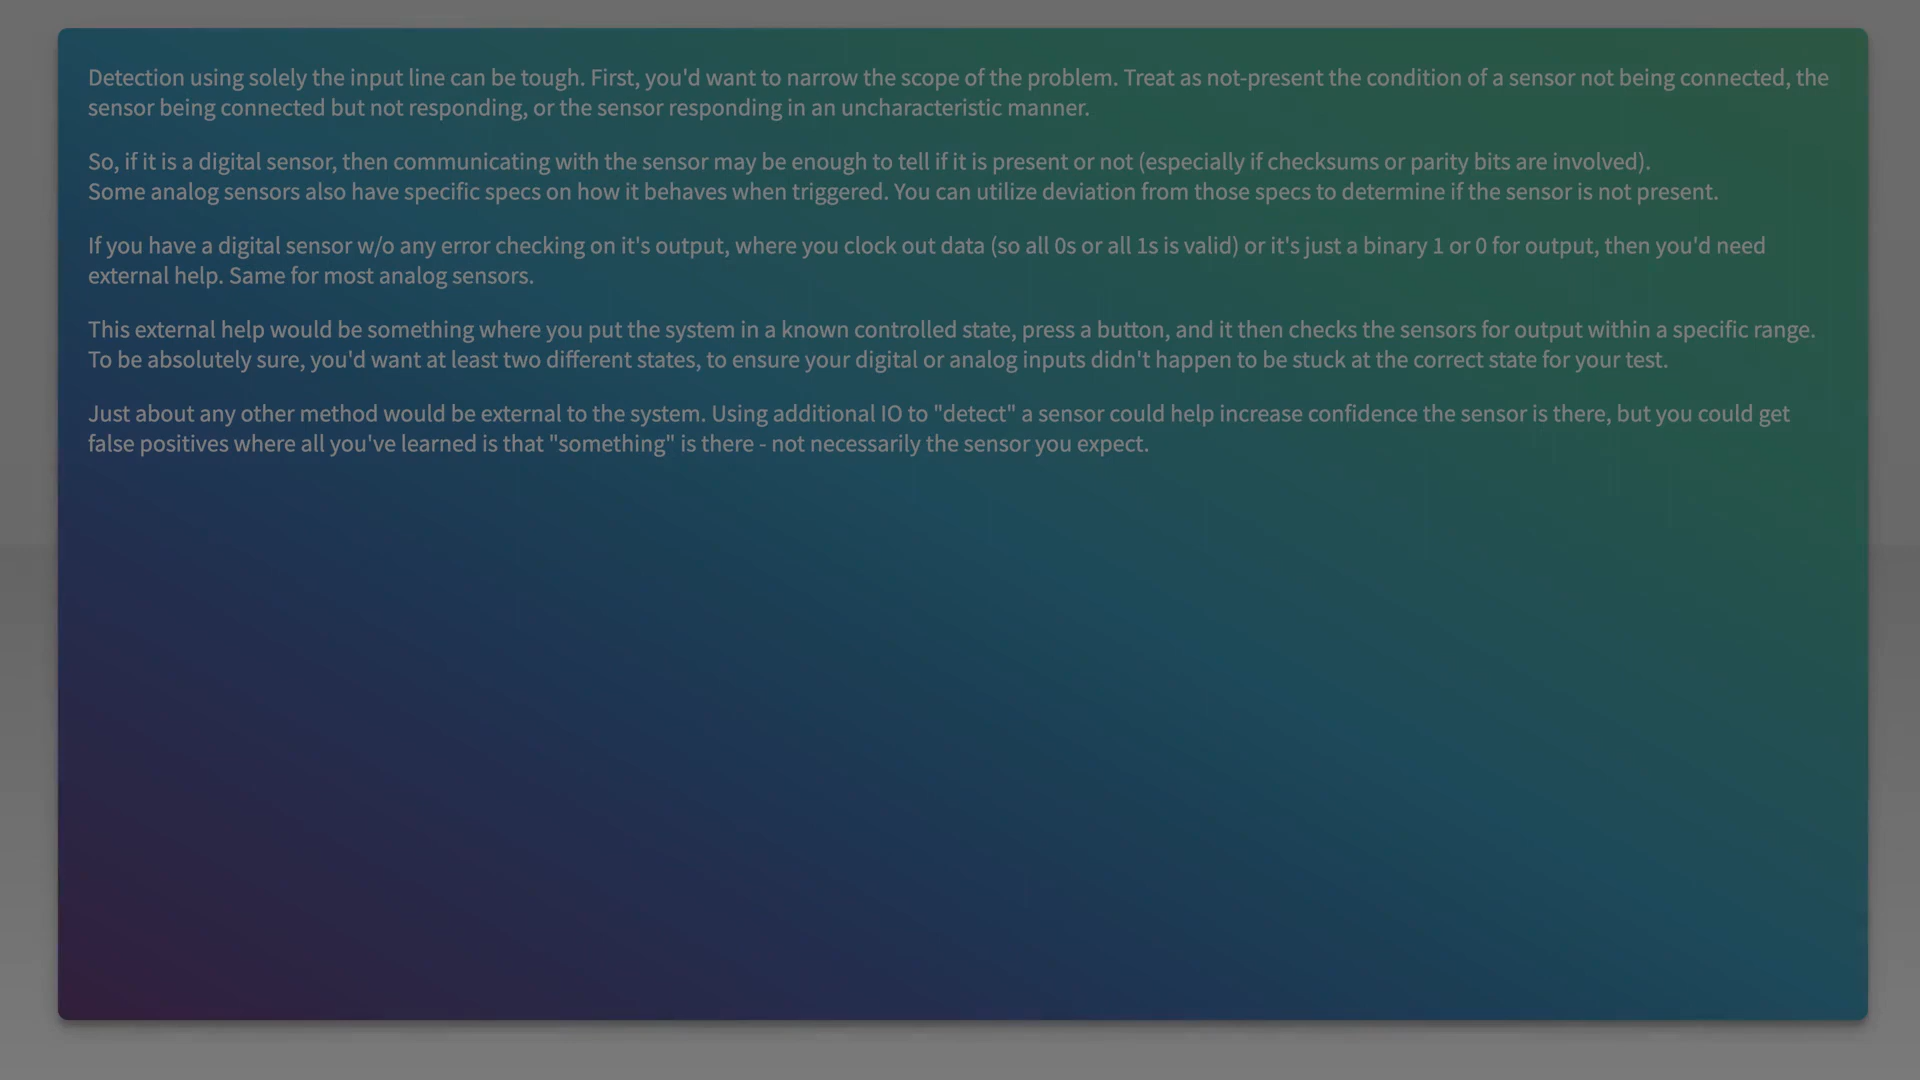 Detection using solely the input line can be tough. First, you'd want to narrow the scope of the problem. Treat as not-present the condition of a sensor not being connected, the
sensor being connected but not responding, or the sensor responding in an uncharacteristic manner.
So, if it is a digital sensor, then communicating with the sensor may be enough to tell if it is present or not (especially if checksums or parity bits are involved).
Some analog sensors also have specific specs on how it behaves when triggered. You can utilize deviation from those specs to determine if the sensor is not present.
If you have a digital sensor w/o any error checking on it's output, where you clock out data (so all 0s or all 1s is valid) or it's just a binary 1 or 0 for output, then you'd need
external help. Same for most analog sensors.
This external help would be something where you put the system in a known controlled state, press a button, and it then checks the sensors for output within a specific range.
To be absolutely sure, you'd want at least two different states, to ensure your digital or analog inputs didn't happen to be stuck at the correct state for your test.
Just about any other method would be external to the system. Using additional IO to "detect" a sensor could help increase confidence the sensor is there, but you could get
false positives where all you've learned is that "something" is there - not necessarily the sensor you expect.